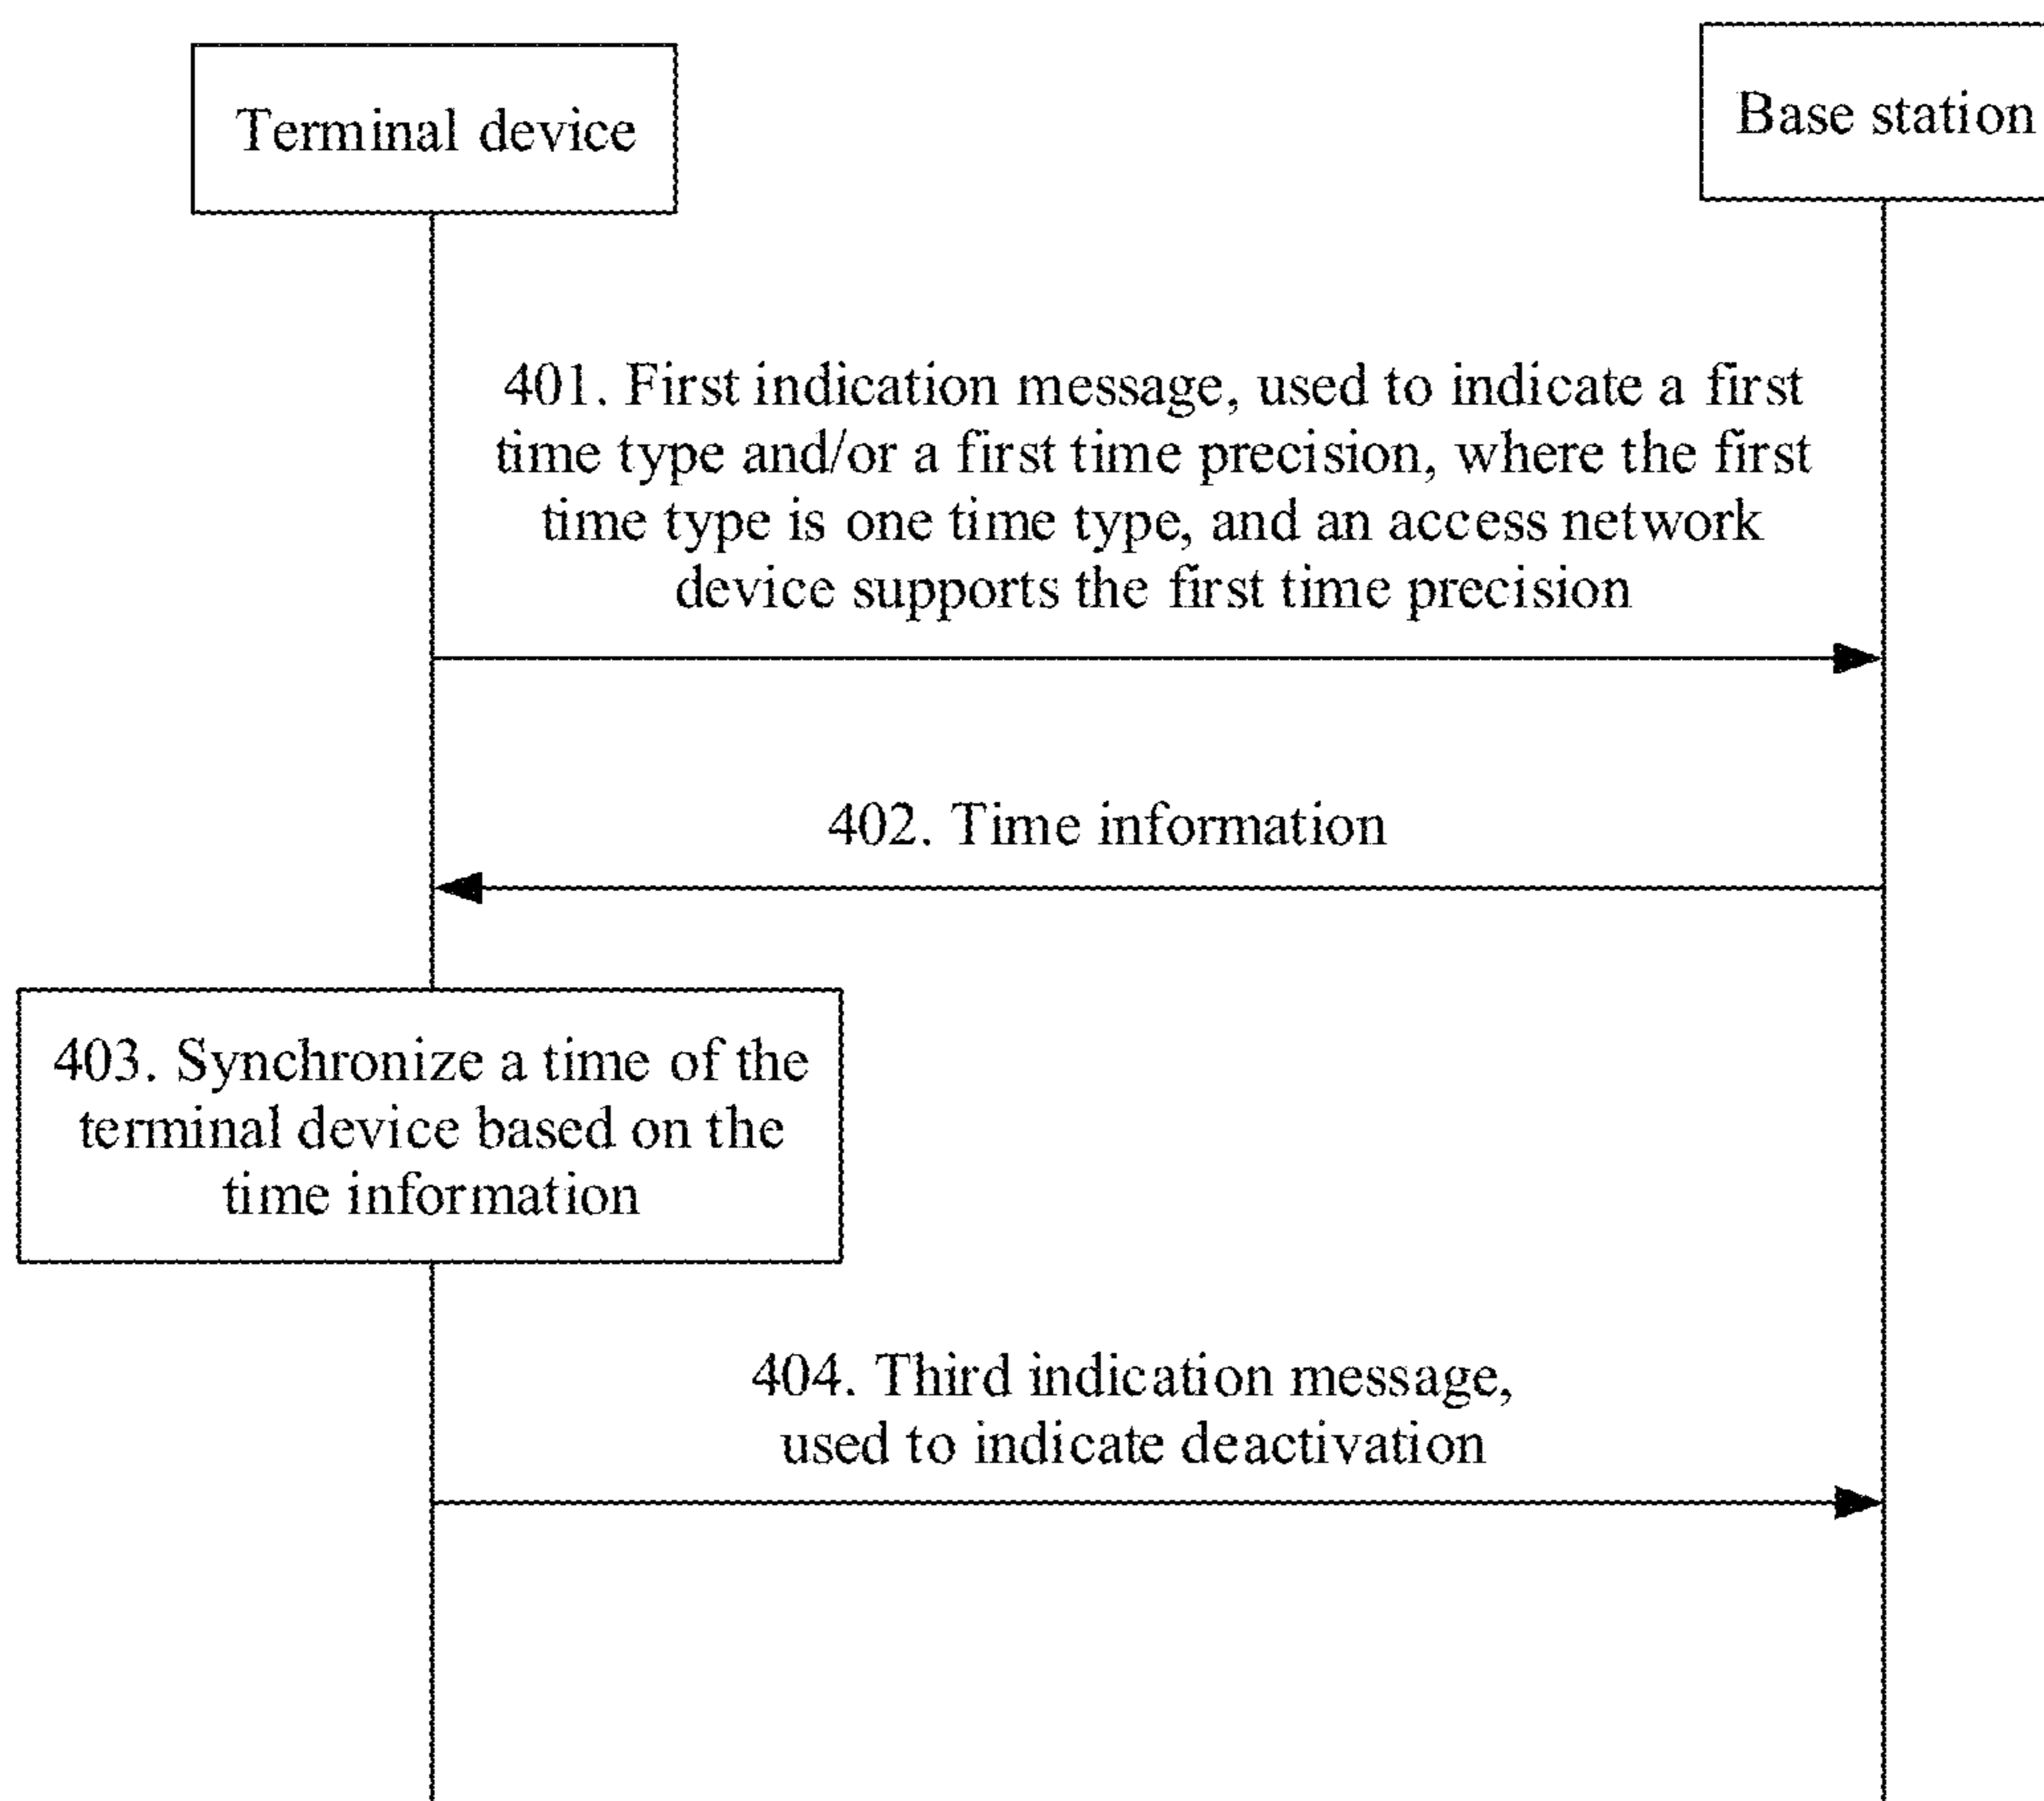 Terminal device
Base station
401. First indication message, used to indicate a first
time type and/or a first time precision, where the first
time type is one time type, and an access network
device supports the first time precision
402. Time information
403. Synchronize a time of the
terminal device based on the
time information
404. Third indication message,
used to indicate deactivation